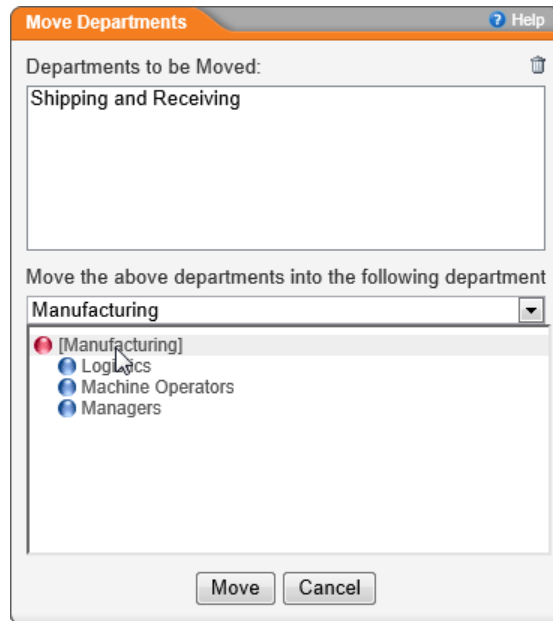 Move Departments
Help
Departments to be Moved:
Shipping and Receiving
Move the above departments into the following department
Manufacturing
[Manufacturing]
Logistics
Machine Operators
Managers
Move
Cancel